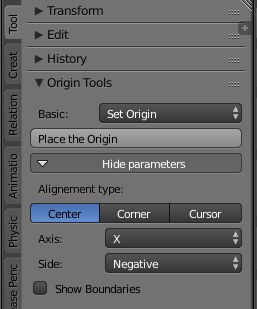 Transform
Edit
History
Origin Tools
Basic: Set Origin
Place the Origin
Hide parameters
Alignement type:
Center Corner Cursor
Axis: X
Side: Negative
Show Boundaries
Tool
Creat
Relation
Animatio
Physic
ase Penc